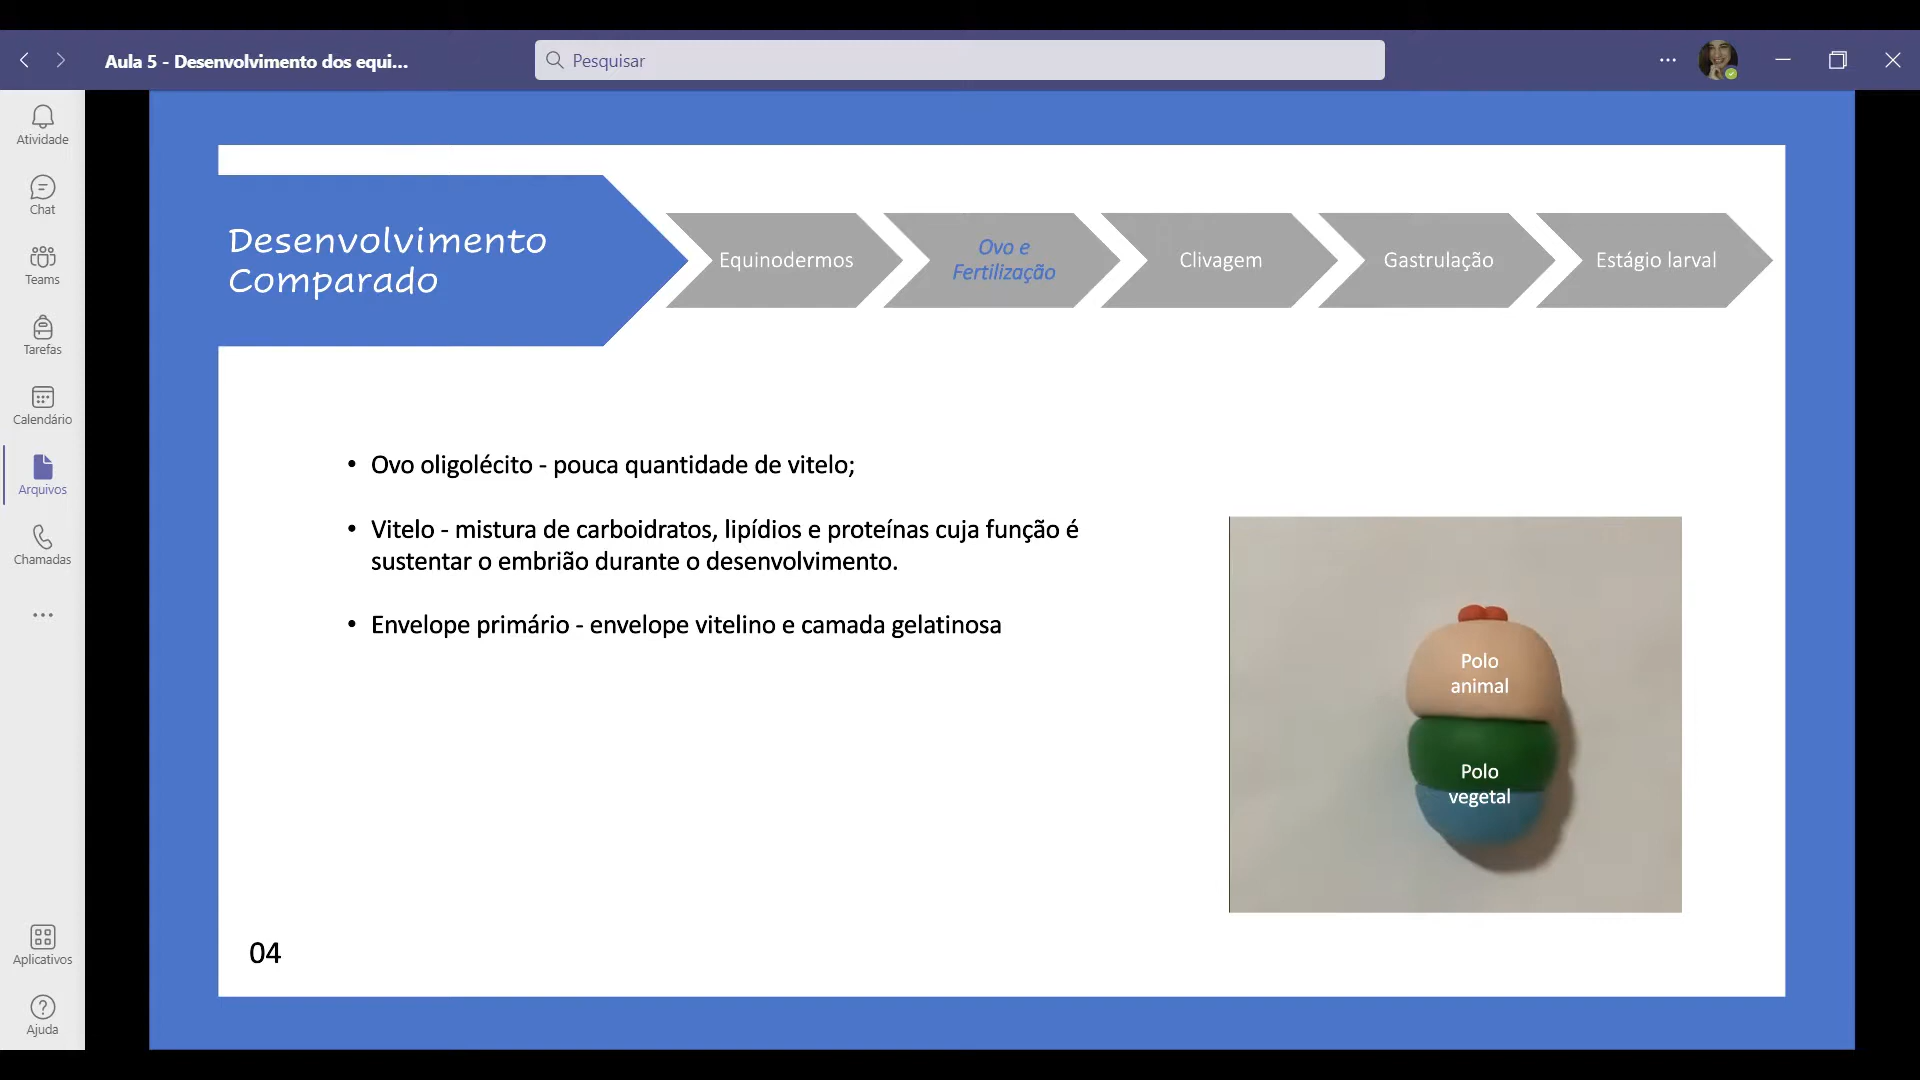 Aula 5 - Desenvolvimento dos equi...
Pesquisar
Atividade
Chat
Teams
Tarefas
Calendário
Arquivos
Chamadas
Aplicativos
Ajuda
Desenvolvimento
Comparado
Equinodermos
Ovo e
Fertilização
Clivagem
Gastrulação
Estágio larval
• Ovo oligolécito - pouca quantidade de vitelo;
• Vitelo - mistura de carboidratos, lipídios e proteínas cuja função é
sustentar o embrião durante o desenvolvimento.
• Envelope primário - envelope vitelino e camada gelatinosa
Polo
animal
Polo
vegetal
04